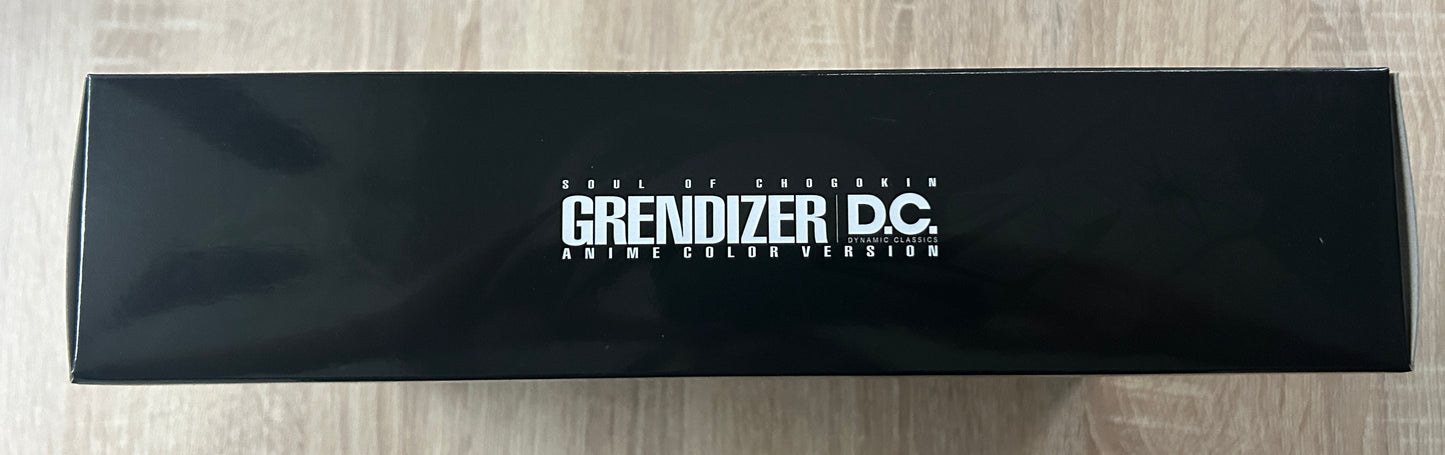 SOUL OF CHOGOKIN
GRENDIZER D.C.
DYNAMIC CLASSICS
ANIME COLOR VERSION